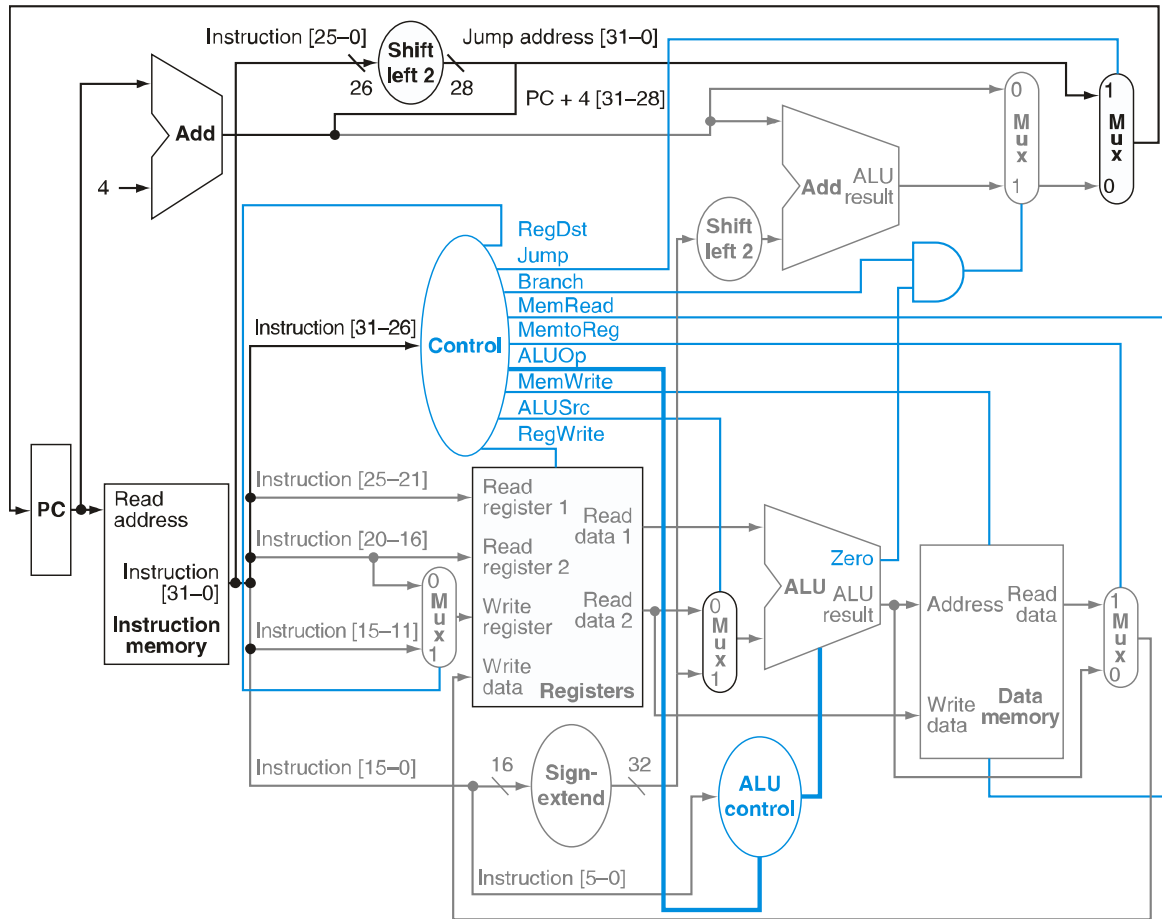 Instruction [25–0]
Shift
left 2
Jump address [31–0]
26
28
PC + 4 [31–28]
Add
4
0
M
u
x
1
1
M
u
x
0
Add
ALU
result
Shift
left 2
RegDst
Jump
Branch
MemRead
MemtoReg
ALUOp
MemWrite
ALUSrc
RegWrite
Instruction [31–26]
Control
PC
Read
address
Instruction
[31–0]
Instruction
memory
Instruction [25–21]
Instruction [20–16]
Instruction [15–11]
0
M
u
x
1
Read
register 1
Read
register 2
Write
register
Write
data
Read
data 1
Read
data 2
Registers
0
M
u
x
1
Zero
ALU
ALU
result
Address
Read
data
Write
data
Data
memory
1
M
u
x
0
Instruction [15–0]
16
Sign-
extend
32
ALU
control
Instruction [5–0]